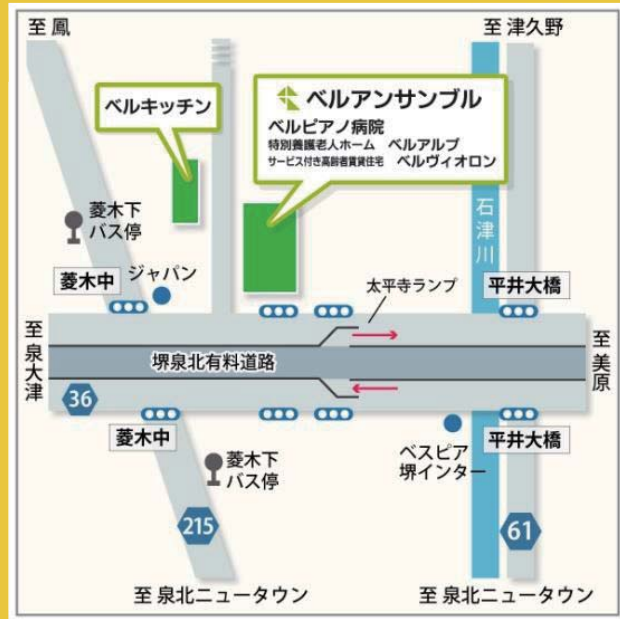 至 鳳
至 津久野
ベルキッチン
ベルアンサンブル
ベルピアノ病院
特別養護老人ホーム ベルアルプ
サービス付き高齢者賃貸住宅 ベルヴィオロン
菱木下
バス停
石津川
菱木中
ジャパン
太平寺ランプ
平井大橋
至泉大津
堺泉北有料道路
至美原
36
菱木中
菱木下
バス停
ベスピア
堺インター
平井大橋
215
61
至 泉北ニュータウン
至 泉北ニュータウン